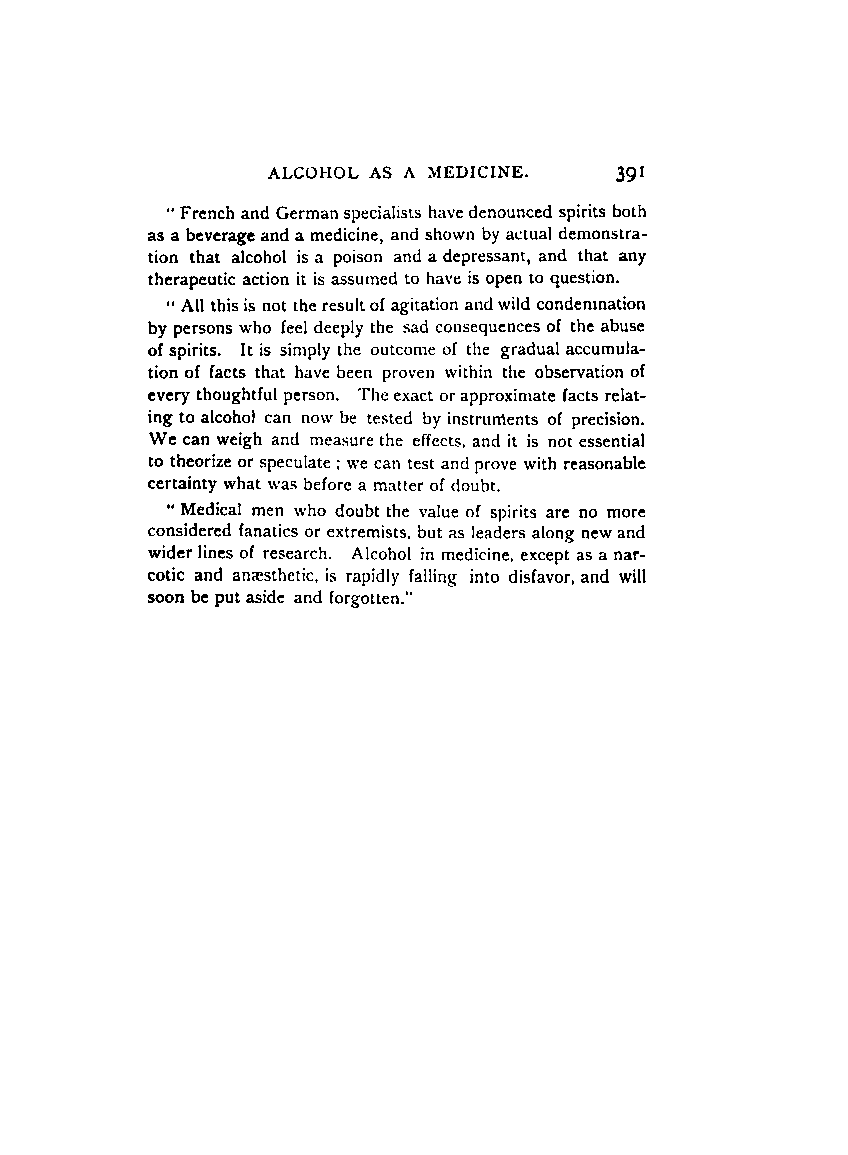 ALCOHOL AS A MEDICINE. 391
" French and German specialists have denounced spirits both
as a beverage and a medicine, and shown by actual demonstra-
tion that alcohol is a poison and a depressant, and that any
therapeutic action it is assumed to have is open to question.
" All this is not the result of agitation and wild condemnation
by persons who feel deeply the sad consequences of the abuse
of spirits. It is simply the outcome of the gradual accumula-
tion of facts that have been proven within the observation of
every thoughtful person. The exact or approximate facts relat-
ing to alcohol can now be tested by instruments of precision.
We can weigh and measure the effects, and it is not essential
to theorize or speculate ; we can test and prove with reasonable
certainty what was before a matter of doubt.
" Medical men who doubt the value of spirits are no more
considered fanatics or extremists, but as leaders along new and
wider lines of research. Alcohol in medicine, except as a nar-
cotic and anæsthetic, is rapidly falling into disfavor, and will
soon be put aside and forgotten."